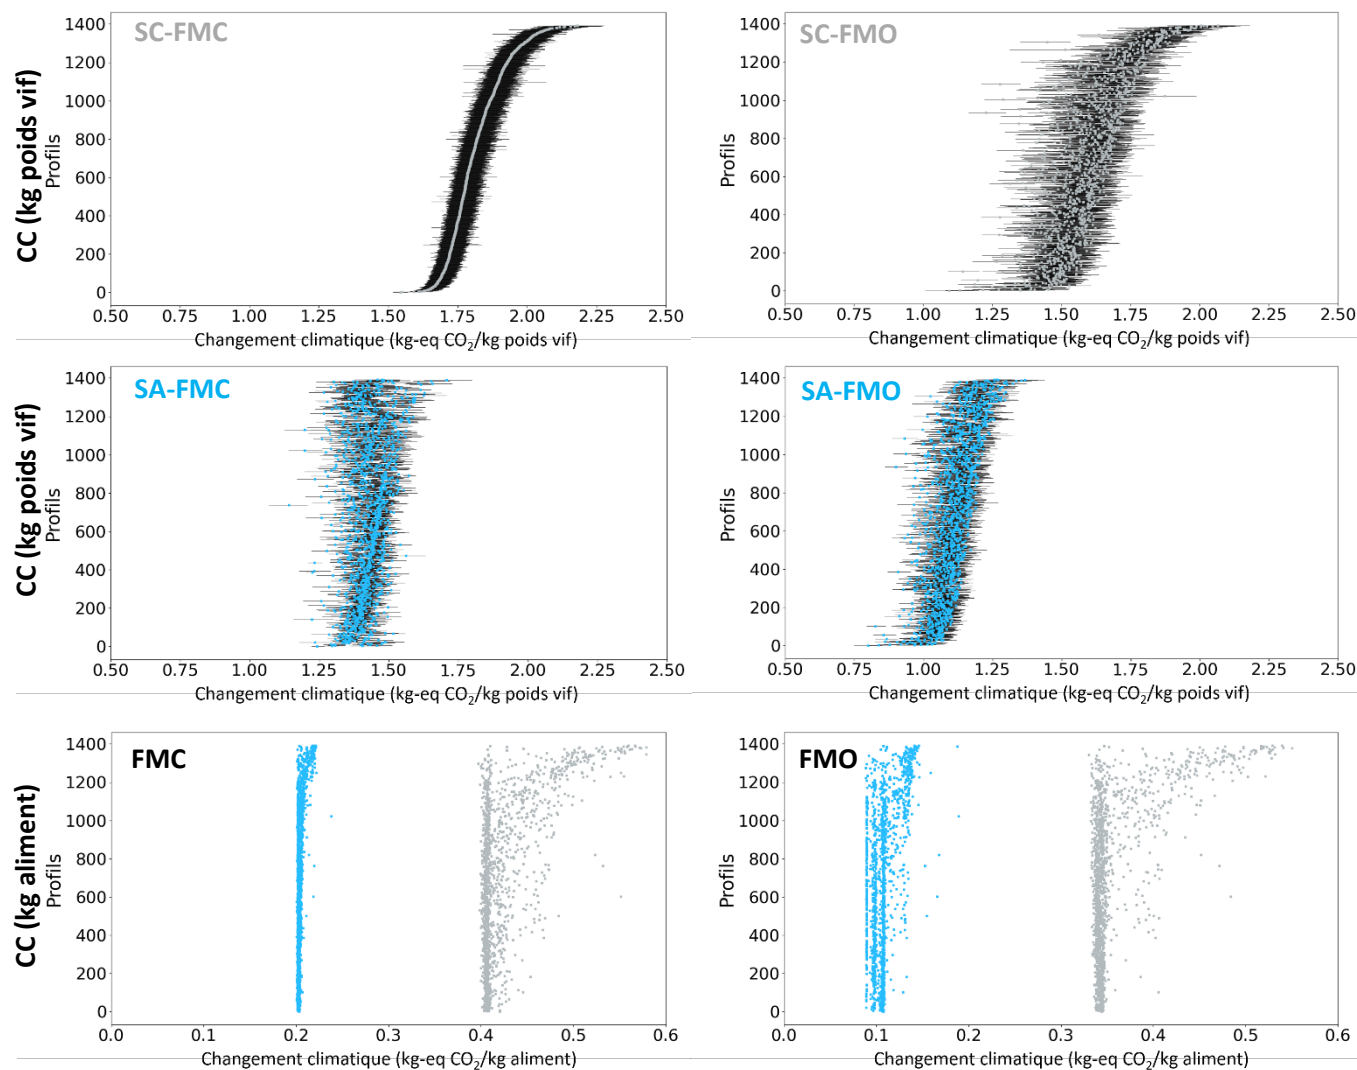 SC-FMC
CC (kg poids vif)
Profils
1400
1200
1000
800
600
400
200
0
0.50 0.75 1.00 1.25 1.50 1.75 2.00 2.25 2.50
Changement climatique (kg-eq CO₂/kg poids vif)
SC-FMO
Profils
1400
1200
1000
800
600
400
200
0
0.50 0.75 1.00 1.25 1.50 1.75 2.00 2.25 2.50
Changement climatique (kg-eq CO₂/kg poids vif)
SA-FMC
CC (kg poids vif)
Profils
1400
1200
1000
800
600
400
200
0
0.50 0.75 1.00 1.25 1.50 1.75 2.00 2.25 2.50
Changement climatique (kg-eq CO₂/kg poids vif)
SA-FMO
Profils
1400
1200
1000
800
600
400
200
0
0.50 0.75 1.00 1.25 1.50 1.75 2.00 2.25 2.50
Changement climatique (kg-eq CO₂/kg poids vif)
FMC
CC (kg aliment)
Profils
1400
1200
1000
800
600
400
200
0
0.0 0.2 0.2 0.3 0.4 0.5 0.6
Changement climatique (kg-eq CO₂/kg aliment)
FMO
Profils
1400
1200
1000
800
600
400
200
0
0.0 0.1 0.2 0.3 0.4 0.5 0.6
Changement climatique (kg-eq CO₂/kg aliment)